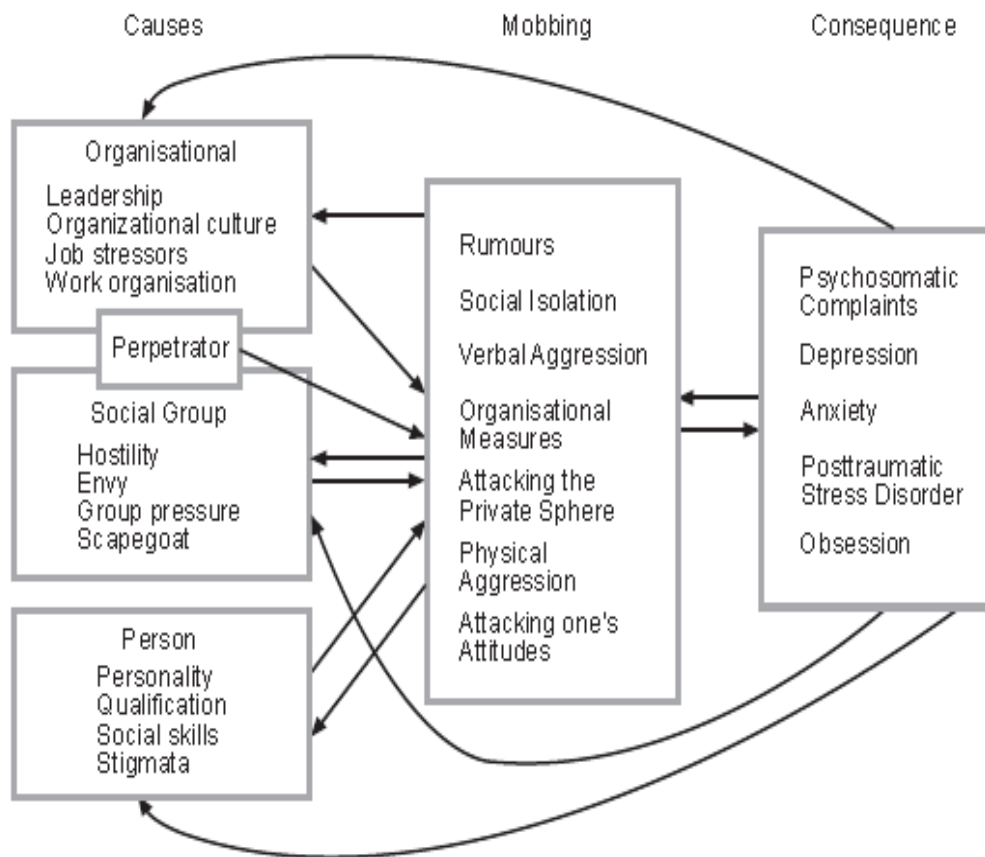 Causes
Mobbing
Consequence
Organisational
Leadership
Organizational culture
Job stressors
Work organisation
Perpetrator
Social Group
Hostility
Envy
Group pressure
Scapegoat
Person
Personality
Qualification
Social skills
Stigmata
Rumours
Social Isolation
Verbal Aggression
Organisational
Measures
Attacking the
Private Sphere
Physical
Aggression
Attacking one's
Attitudes
Psychosomatic
Complaints
Depression
Anxiety
Posttraumatic
Stress Disorder
Obsession